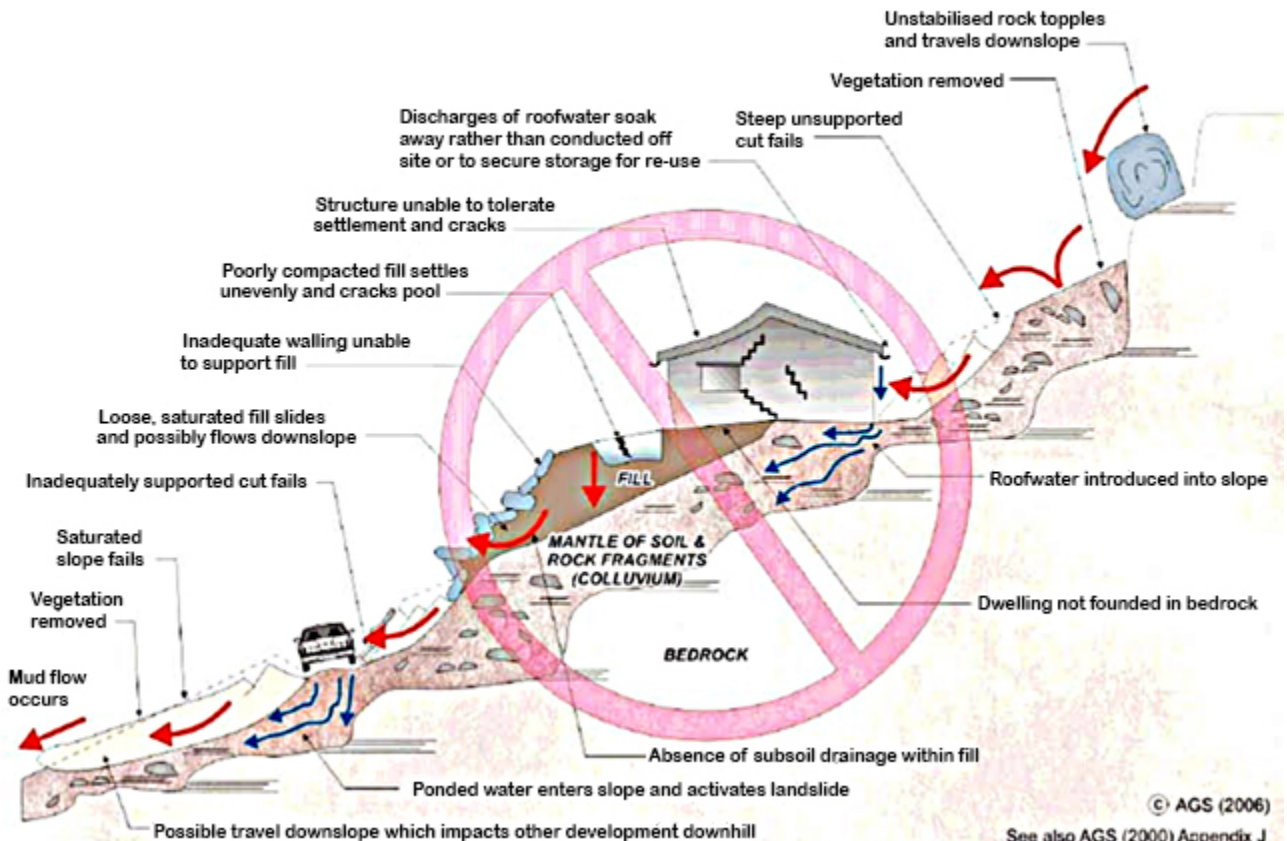 Unstabilised rock topples
and travels downslope
Vegetation removed
Discharges of roofwater soak
away rather than conducted off
site or to secure storage for re-use
Steep unsupported
cut fails
Structure unable to tolerate
settlement and cracks
Poorly compacted fill settles
unevenly and cracks pool
Inadequate walling unable
to support fill
Loose, saturated fill slides
and possibly flows downslope
Inadequately supported cut fails
Roofwater introduced into slope
FILL
Saturated
slope fails
MANTLE OF SOIL &
ROCK FRAGMENTS
(COLLUVIUM)
Vegetation
removed
Dwelling not founded in bedrock
BEDROCK
Mud flow
occurs
Absence of subsoil drainage within fill
Ponded water enters slope and activates landslide
© AGS (2006)
Possible travel downslope which impacts other development downhill
See also AGS (2000) Appendix J